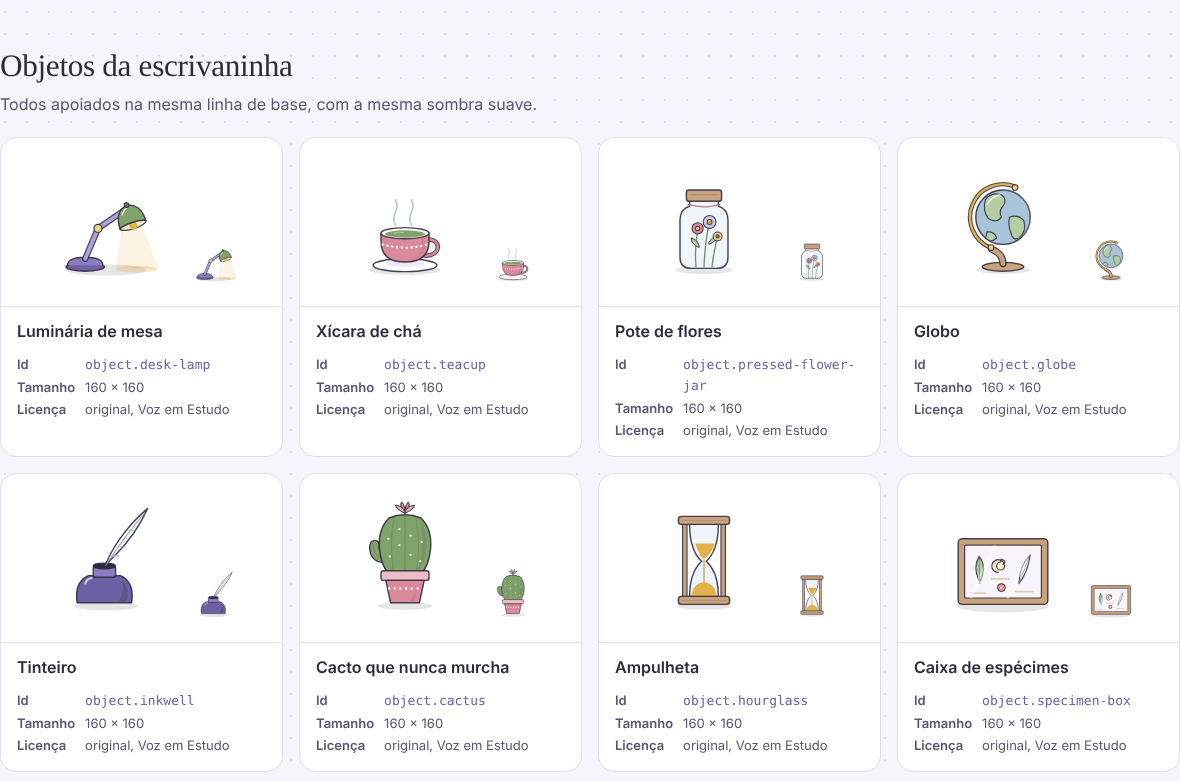 Objetos da escrivaninha
Todos apoiados na mesma linha de base, com a mesma sombra suave.
Luminária de mesa
Id object.desk-lamp
Tamanho 160 × 160
Licença original, Voz em Estudo
Xícara de chá
Id object.teacup
Tamanho 160 × 160
Licença original, Voz em Estudo
Pote de flores
Id object.pressed-flower-
jar
Tamanho 160 × 160
Licença original, Voz em Estudo
Globo
Id object.globe
Tamanho 160 × 160
Licença original, Voz em Estudo
Tinteiro
Id object.inkwell
Tamanho 160 × 160
Licença original, Voz em Estudo
Cacto que nunca murcha
Id object.cactus
Tamanho 160 × 160
Licença original, Voz em Estudo
Ampulheta
Id object.hourglass
Tamanho 160 × 160
Licença original, Voz em Estudo
Caixa de espécimes
Id object.specimen-box
Tamanho 160 × 160
Licença original, Voz em Estudo